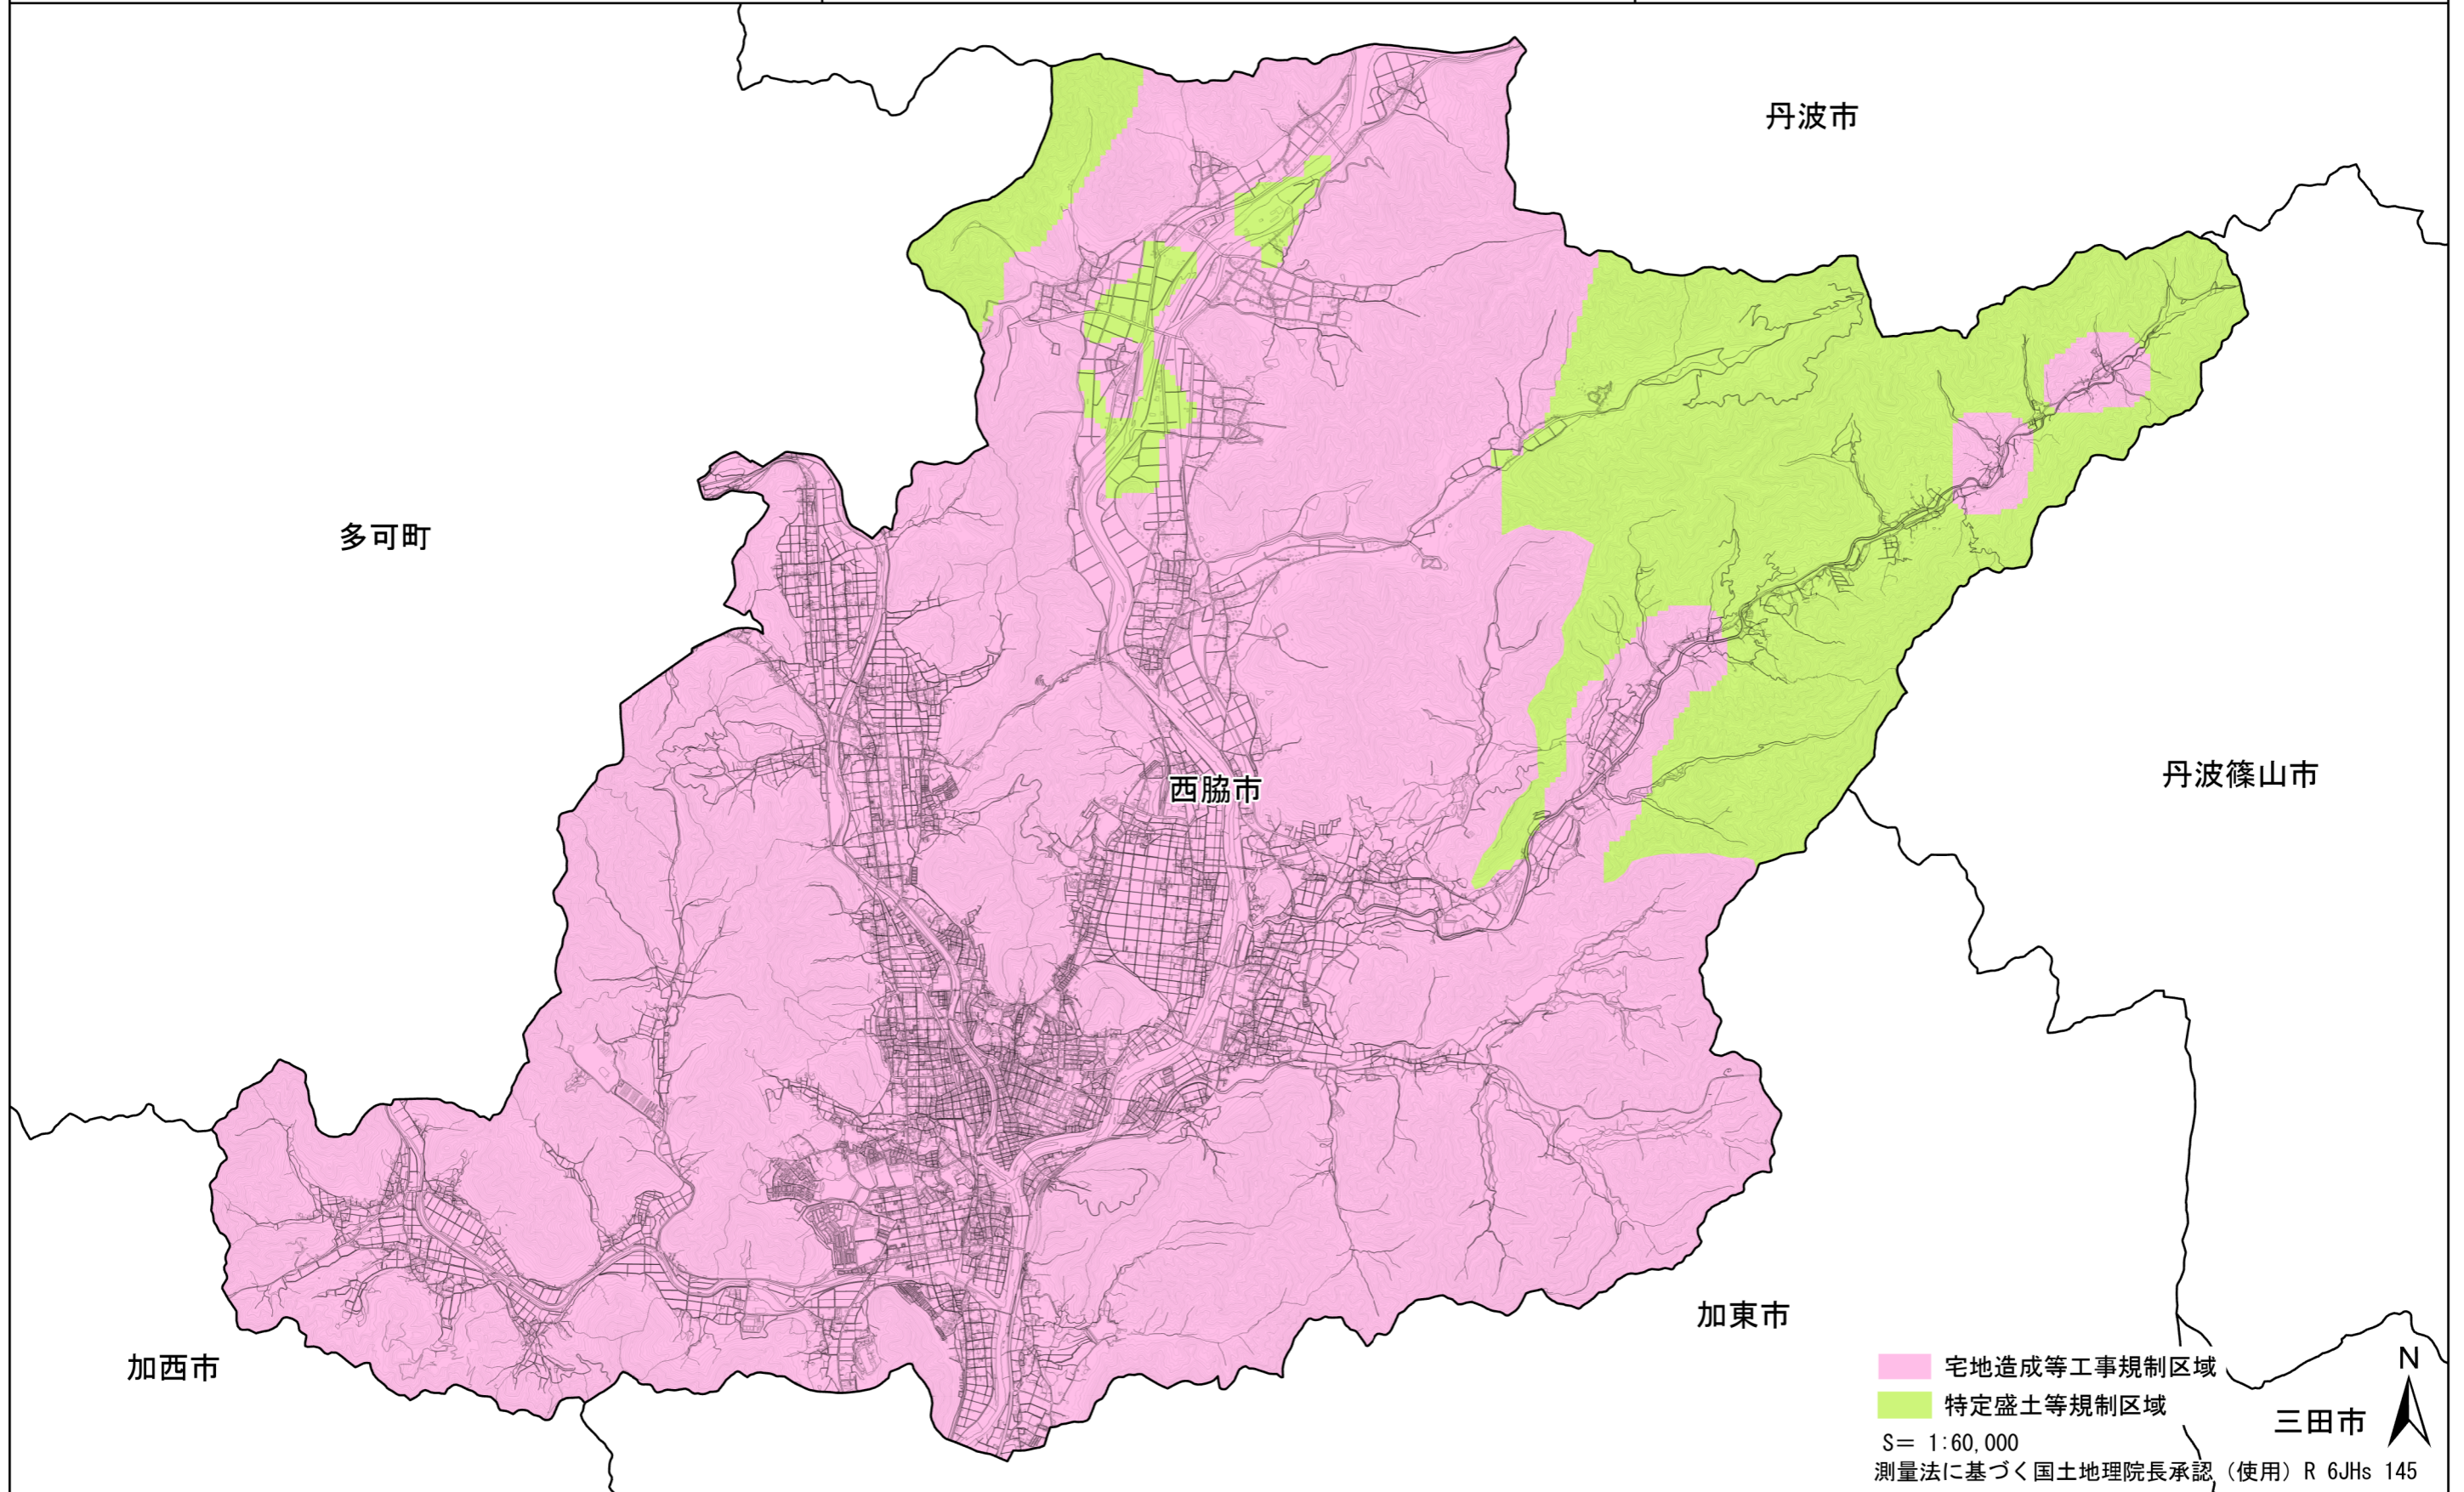 丹波市
多可町
西脇市
丹波篠山市
加東市
加西市
宅地造成等工事規制区域
特定盛土等規制区域
N
三田市
S= 1:60,000
測量法に基づく国土地理院長承認（使用）R 6JHs 145